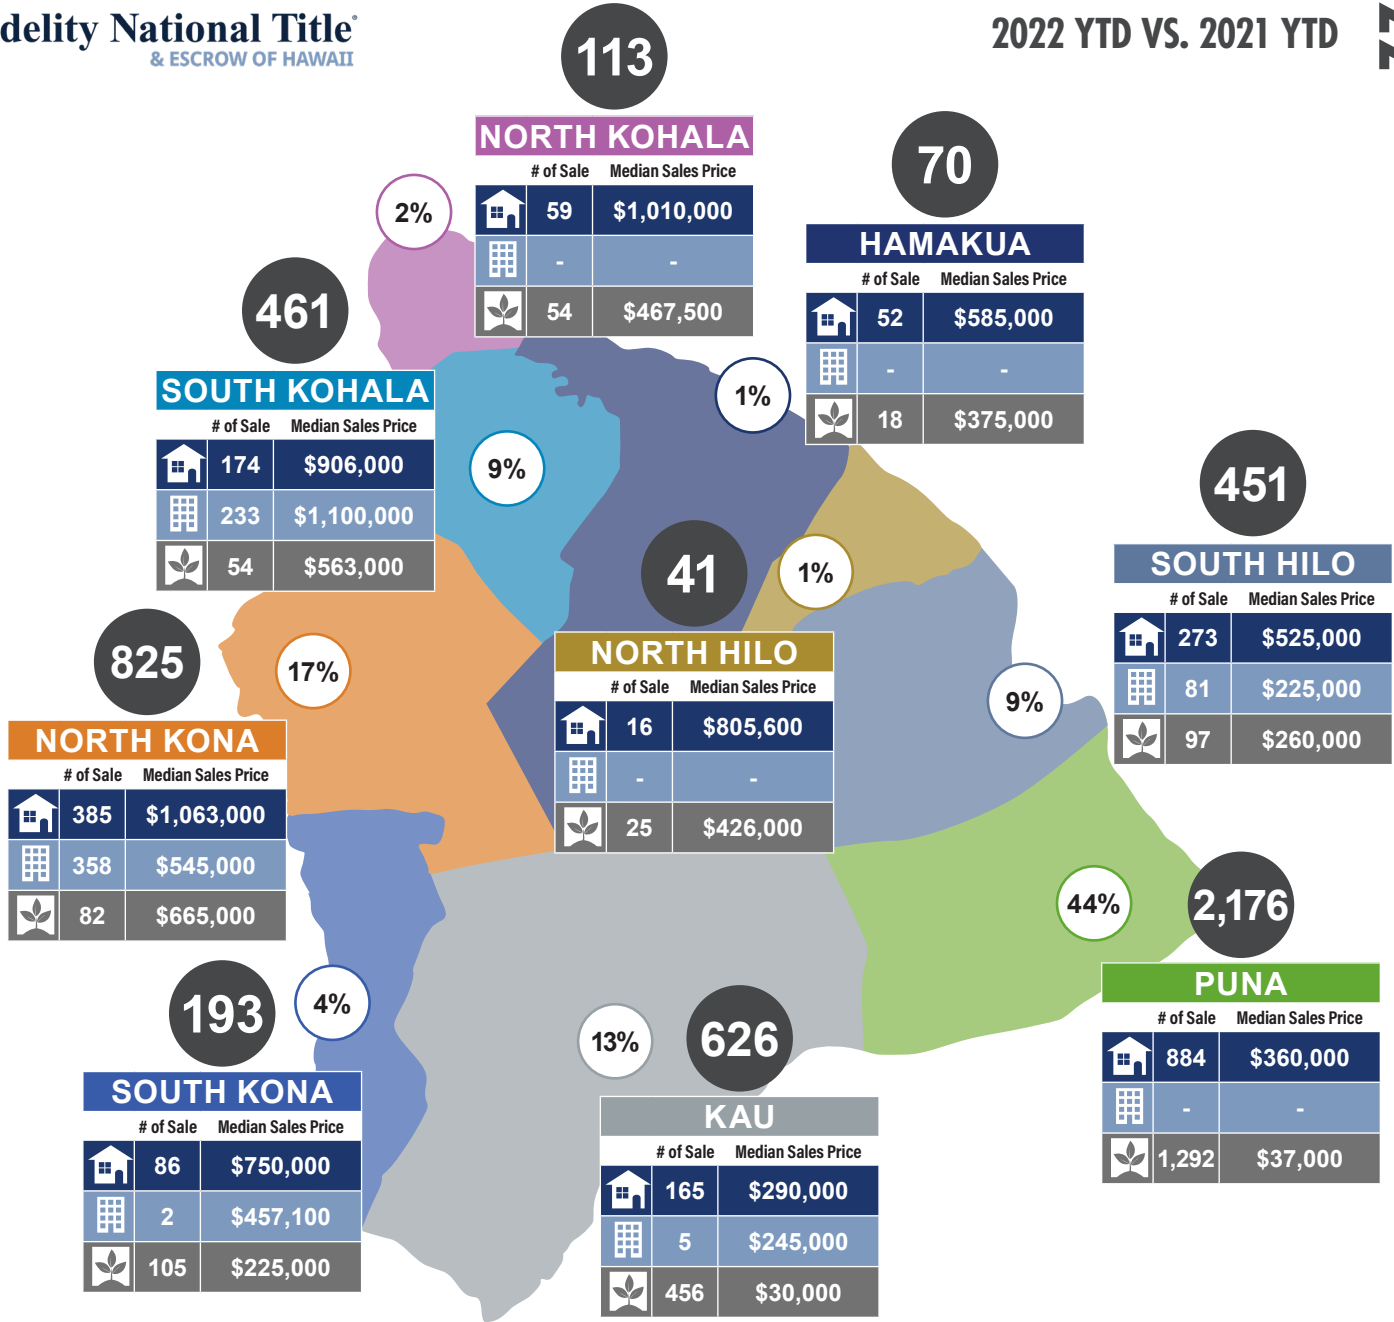 delity National Title
& ESCROW OF HAWAII
2022 YTD VS. 2021 YTD
113
NORTH KOHALA
# of Sale Median Sales Price
59 $1,010,000
- -
54 $467,500
2%
70
HAMAKUA
# of Sale Median Sales Price
52 $585,000
- -
18 $375,000
1%
461
SOUTH KOHALA
# of Sale Median Sales Price
174 $906,000
233 $1,100,000
54 $563,000
9%
451
SOUTH HILO
# of Sale Median Sales Price
273 $525,000
81 $225,000
97 $260,000
9%
41
1%
NORTH HILO
# of Sale Median Sales Price
16 $805,600
- -
25 $426,000
825
17%
NORTH KONA
# of Sale Median Sales Price
385 $1,063,000
358 $545,000
82 $665,000
44%
2,176
PUNA
# of Sale Median Sales Price
884 $360,000
- -
1,292 $37,000
193
4%
SOUTH KONA
# of Sale Median Sales Price
86 $750,000
2 $457,100
105 $225,000
13%
626
KAU
# of Sale Median Sales Price
165 $290,000
5 $245,000
456 $30,000